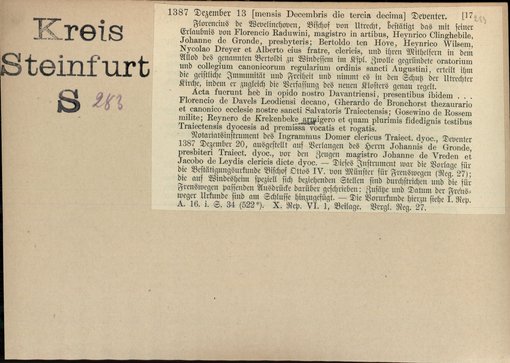 Kreis
Steinfurt
S 283
1387 Dezember 13 [mensis Decembris die tercia decima] Deventer. [17
Florencius de Wevelinchoven, Bischof von Utrecht, bestätigt das mit seiner
Erlaubnis von Florencio Raduwini, magistro in artibus, Heynrico Clinghebile,
Johanne de Gronde, presbyteris; Bertoldo ten Hove, Heynrico Wilsem,
Nycolao Dreyer et Alberto eius fratre, clericis, und ihren Mithelfern in dem
Allod des genannten Bertoldi zu Windessem im Kspl. Zwolle gegründete oratorium
und collegium canonicorum regularium ordinis sancti Augustini, erteilt ihm
die geistliche Immunität und Freiheit und nimmt es in den Schutz der Utrechter
Kirche, indem er zugleich die Verfassung des neuen Klosters genau regelt.
Acta fuerunt hec in opido nostro Davantriensi, presentibus ibidem . . .
Florencio de Davels Leodiensi decano, Gherardo de Bronchorst thezaurario
et canonico ecclesie nostre sancti Salvatoris Traiectensis; Gosewino de Rossem
milite; Reynero de Krekenbeke armigero et quam plurimis fidedignis testibus
Traiectensis dyocesis ad premissa vocatis et rogatis.
Notariatsinstrument des Ingramnus Domer clericus Traiect. dyoc., Deventer
1387 Dezember 20, ausgestellt auf Verlangen des Herrn Johannis de Gronde,
presbiteri Traiect. dyoc., vor den Zeugen magistro Johanne de Vreden et
Jacobo de Leydis clericis dicte dyoc. — Dieses Instrument war die Vorlage für
die Bestätigungsurkunde Bischof Ottos IV. von Münster für Frenswegen (Reg. 27);
die auf Windesheim speziell sich beziehenden Stellen sind durchstrichen und die für
Frenswegen passenden Ausdrücke darüber geschrieben; Zusätze und Datum der Frens-
weger Urkunde sind am Schlusse hinzugefügt. — Die Vorurkunde hierzu siehe I. Rep.
A. 16. i. S. 34 (522ª). X. Rep. VI. 1, Beilage. Vergl. Reg. 27.